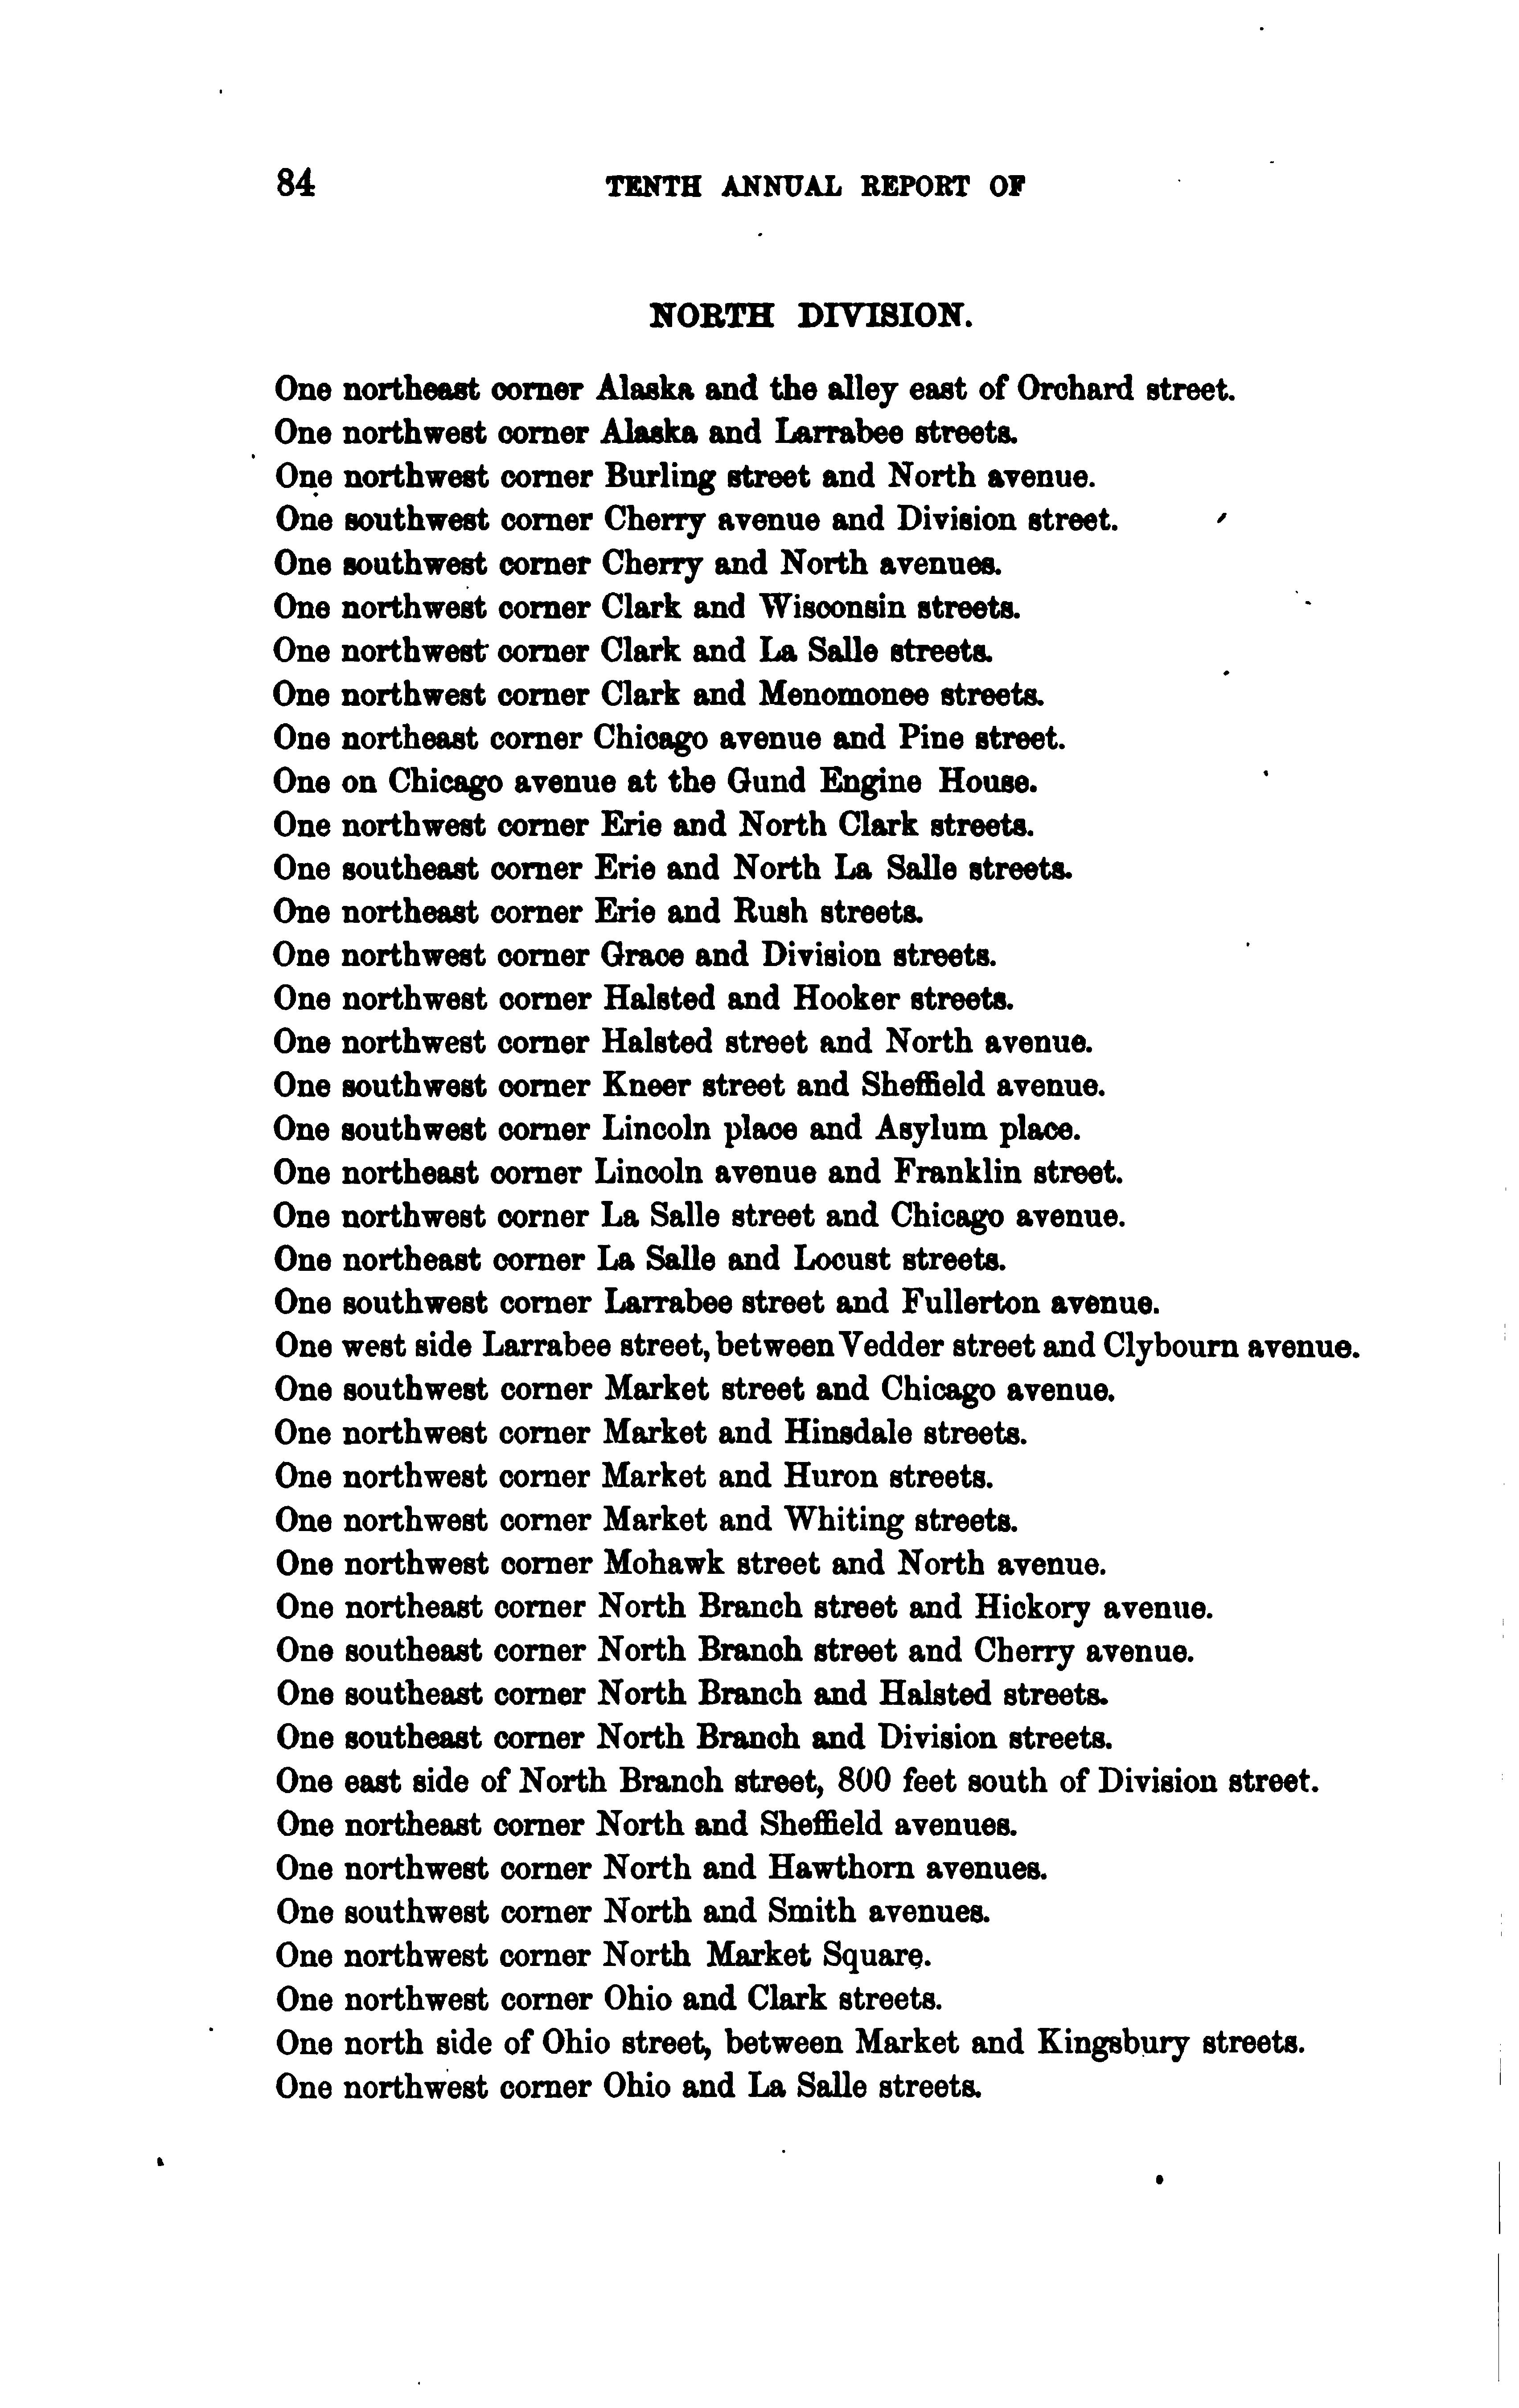 84 TENTH ANNUAL REPORT OF
NORTH DIVISION.
One northeast corner Alaska and the alley east of Orchard street.
One northwest corner Alaska and Larrabee streets.
One northwest corner Burling street and North avenue.
One southwest corner Cherry avenue and Division street.
One southwest corner Cherry and North avenues.
One northwest corner Clark and Wisconsin streets.
One northwest corner Clark and La Salle streets.
One northwest corner Clark and Menomonee streets.
One northeast corner Chicago avenue and Pine street.
One on Chicago avenue at the Gund Engine House.
One northwest corner Erie and North Clark streets.
One southeast corner Erie and North La Salle streets.
One northeast corner Erie and Rush streets.
One northwest corner Grace and Division streets.
One northwest corner Halsted and Hooker streets.
One northwest corner Halsted street and North avenue.
One southwest corner Kneer street and Sheffield avenue.
One southwest corner Lincoln place and Asylum place.
One northeast corner Lincoln avenue and Franklin street.
One northwest corner La Salle street and Chicago avenue.
One northeast corner La Salle and Locust streets.
One southwest corner Larrabee street and Fullerton avenue.
One west side Larrabee street, between Vedder street and Clybourn avenue.
One southwest corner Market street and Chicago avenue.
One northwest corner Market and Hinsdale streets.
One northwest corner Market and Huron streets.
One northwest corner Market and Whiting streets.
One northwest corner Mohawk street and North avenue.
One northeast corner North Branch street and Hickory avenue.
One southeast corner North Branch street and Cherry avenue.
One southeast corner North Branch and Halsted streets.
One southeast corner North Branch and Division streets.
One east side of North Branch street, 800 feet south of Division street.
One northeast corner North and Sheffield avenues.
One northwest corner North and Hawthorn avenues.
One southwest corner North and Smith avenues.
One northwest corner North Market Square.
One northwest corner Ohio and Clark streets.
One north side of Ohio street, between Market and Kingsbury streets.
One northwest corner Ohio and La Salle streets.